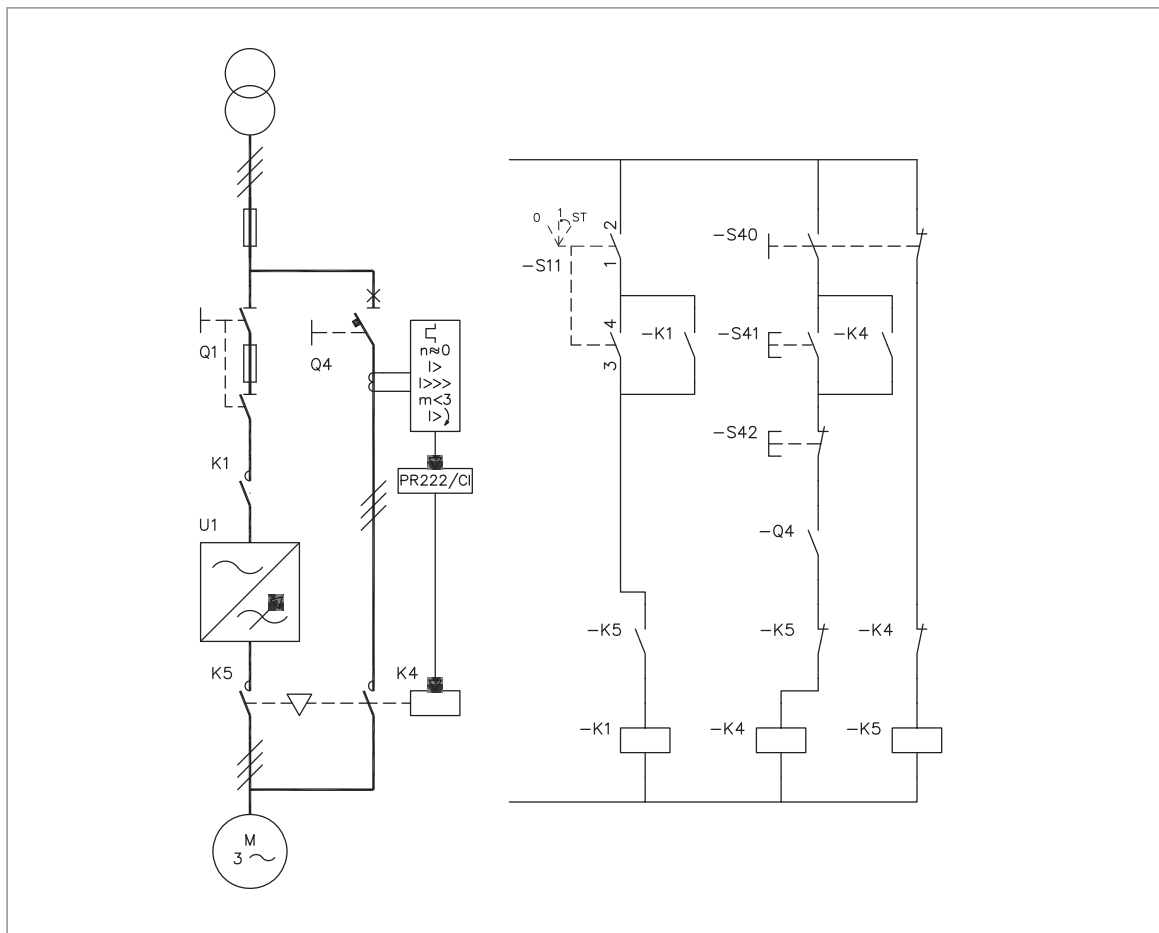 Q1
Q4
n≈0
I>
I>>>
m<3
I>)
K1
PR222/CI
U1
K5
K4
M
3 ~
0
1
ST
2
-S11
1
4
3
-K1
-K5
-K1
-S40
-S41
-K4
-S42
-Q4
-K5
-K4
-K4
-K5